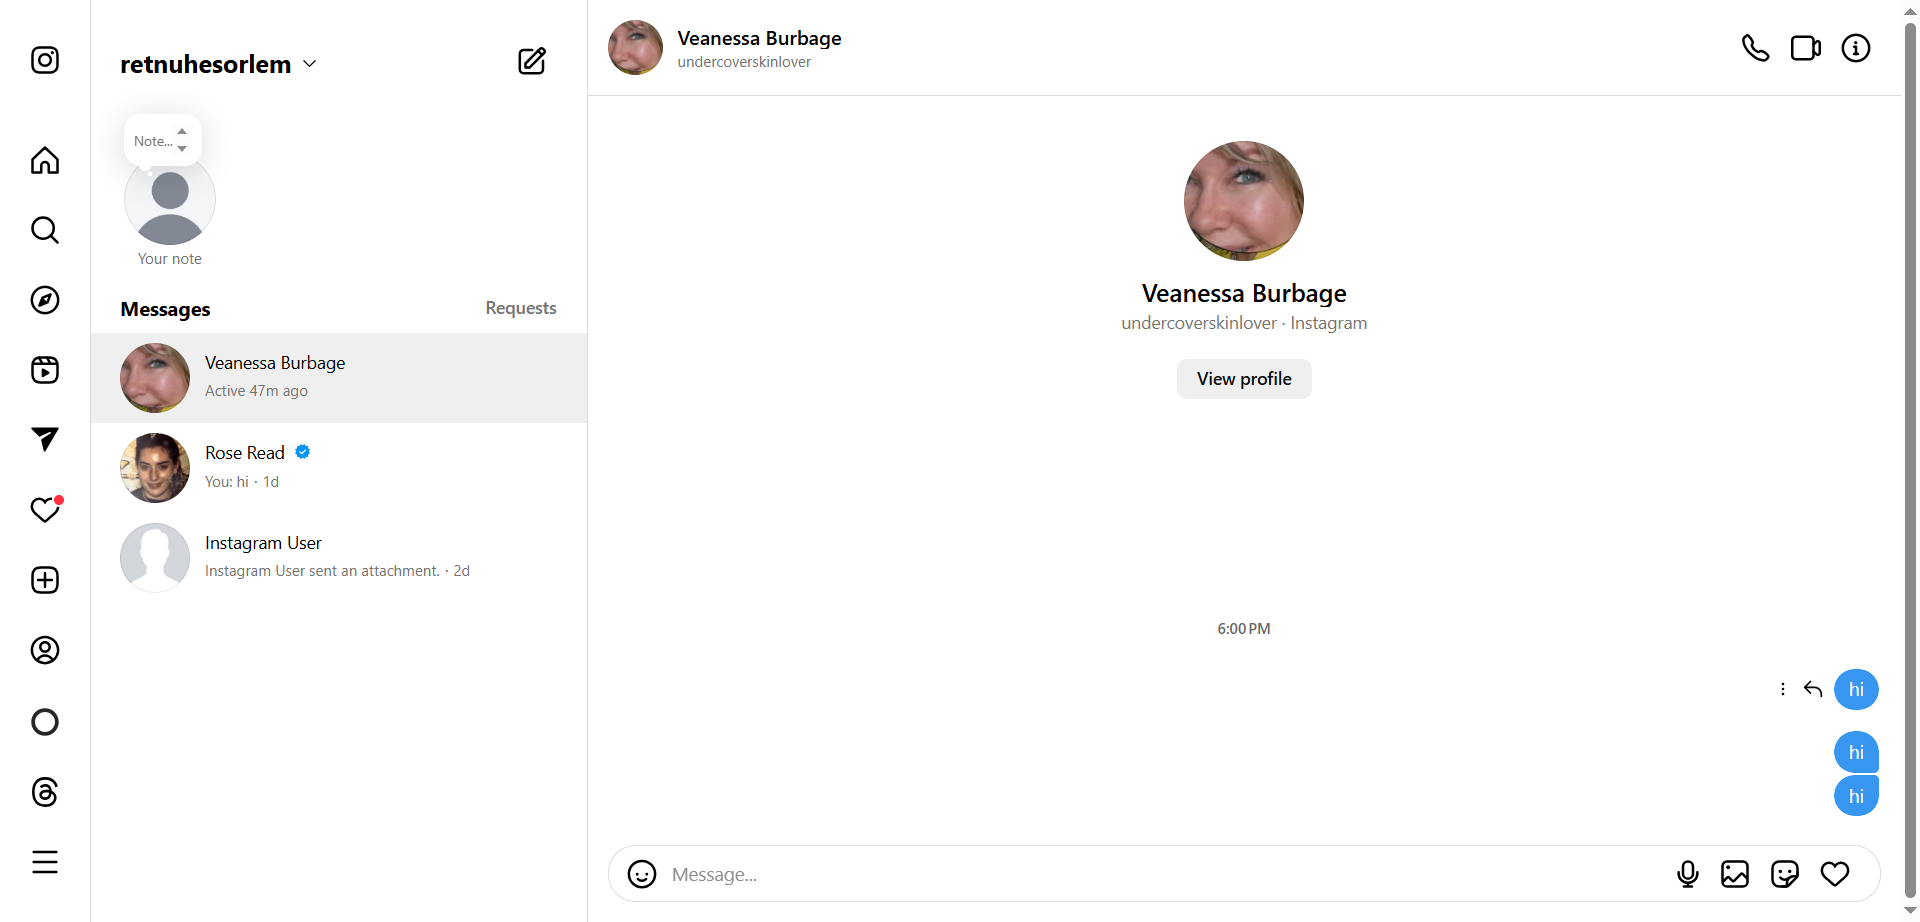 retnuhesorlem
Note...
Your note
Messages
Requests
Veanessa Burbage
Active 47m ago
Rose Read
You: hi · 1d
Instagram User
Instagram User sent an attachment. · 2d
Veanessa Burbage
undercoverskinlover
Veanessa Burbage
undercoverskinlover · Instagram
View profile
6:00 PM
hi
hi
hi
Message...